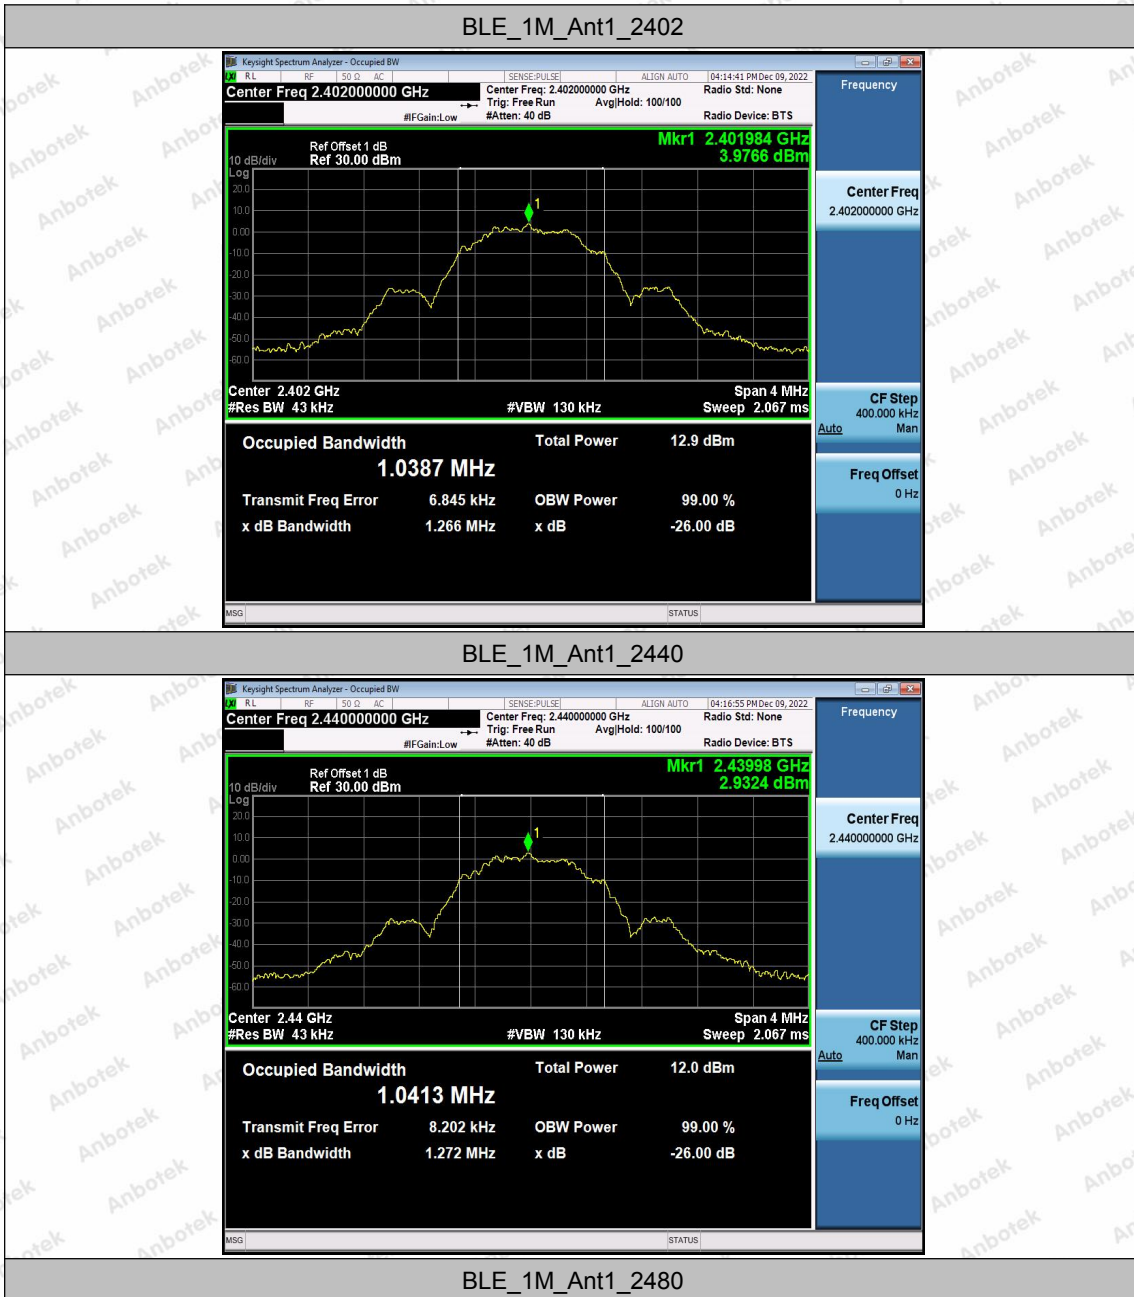 BLE_1M_Ant1_2402
Keysight Spectrum Analyzer - Occupied BW
RL RF 50 Ω AC SENSE:PULSE ALIGN AUTO 04:14:41 PM Dec 09, 2022
Center Freq 2.402000000 GHz
Center Freq: 2.402000000 GHz Radio Std: None
Trig: Free Run Avg|Hold: 100/100
#IFGain:Low #Atten: 40 dB Radio Device: BTS
Frequency
Mkr1 2.401984 GHz
3.9766 dBm
Ref Offset 1 dB
10 dB/div Ref 30.00 dBm
Log
20.0
10.0
0.00
-10.0
-20.0
-30.0
-40.0
-50.0
-60.0
1
Center 2.402 GHz Span 4 MHz
#Res BW 43 kHz #VBW 130 kHz Sweep 2.067 ms
Center Freq
2.402000000 GHz
CF Step
400.000 kHz
Auto Man
Freq Offset
0 Hz
Occupied Bandwidth Total Power 12.9 dBm
1.0387 MHz
Transmit Freq Error 6.845 kHz OBW Power 99.00 %
x dB Bandwidth 1.266 MHz x dB -26.00 dB
MSG STATUS
BLE_1M_Ant1_2440
Keysight Spectrum Analyzer - Occupied BW
RL RF 50 Ω AC SENSE:PULSE ALIGN AUTO 04:16:55 PM Dec 09, 2022
Center Freq 2.440000000 GHz
Center Freq: 2.440000000 GHz Radio Std: None
Trig: Free Run Avg|Hold: 100/100
#IFGain:Low #Atten: 40 dB Radio Device: BTS
Frequency
Mkr1 2.43998 GHz
2.9324 dBm
Ref Offset 1 dB
10 dB/div Ref 30.00 dBm
Log
20.0
10.0
0.00
-10.0
-20.0
-30.0
-40.0
-50.0
-60.0
1
Center 2.44 GHz Span 4 MHz
#Res BW 43 kHz #VBW 130 kHz Sweep 2.067 ms
Center Freq
2.440000000 GHz
CF Step
400.000 kHz
Auto Man
Freq Offset
0 Hz
Occupied Bandwidth Total Power 12.0 dBm
1.0413 MHz
Transmit Freq Error 8.202 kHz OBW Power 99.00 %
x dB Bandwidth 1.272 MHz x dB -26.00 dB
MSG STATUS
BLE_1M_Ant1_2480
Anbotek